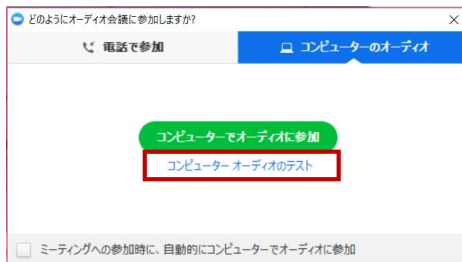 どのようにオーディオ会議に参加しますか?
電話で参加
コンピューターのオーディオ
コンピューターでオーディオに参加
コンピューター オーディオのテスト
ミーティングへの参加時に、自動的にコンピューターでオーディオに参加